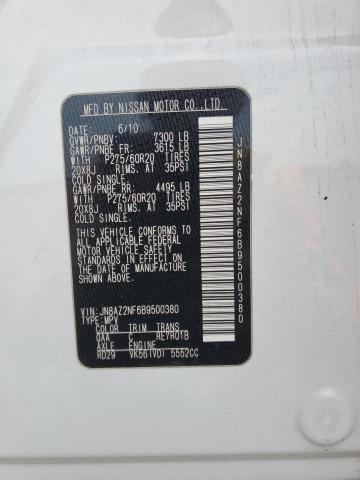 MFD BY NISSAN MOTOR CO.,LTD.
DATE: 6/10
GVWR/PNBV: 7300 LB
GAWR/PNBE FR: 3615 LB
WITH P275/60R20 TIRES
20X8J RIMS, AT 35PSI
COLD SINGLE.
GAWR/PNBE RR: 4495 LB
WITH P275/60R20 TIRES
20X8J RIMS, AT 35PSI
COLD SINGLE.
THIS VEHICLE CONFORMS TO
ALL APPLICABLE FEDERAL
MOTOR VEHICLE SAFETY
STANDARDS IN EFFECT ON
THE DATE OF MANUFACTURE
SHOWN ABOVE.
VIN: JN8AZ2NF6B9500380
TYPE: MPV
COLOR TRIM TRANS
QAA C RE7R01B
AXLE ENGINE
RD29 VK56(VD) 5552CC
JN8AZ2NF6B9500380